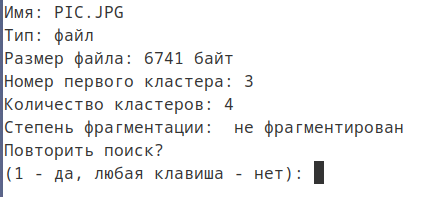 Имя: PIC.JPG
Тип: файл
Размер файла: 6741 байт
Номер первого кластера: 3
Количество кластеров: 4
Степень фрагментации:  не фрагментирован
Повторить поиск?
(1 - да, любая клавиша - нет):